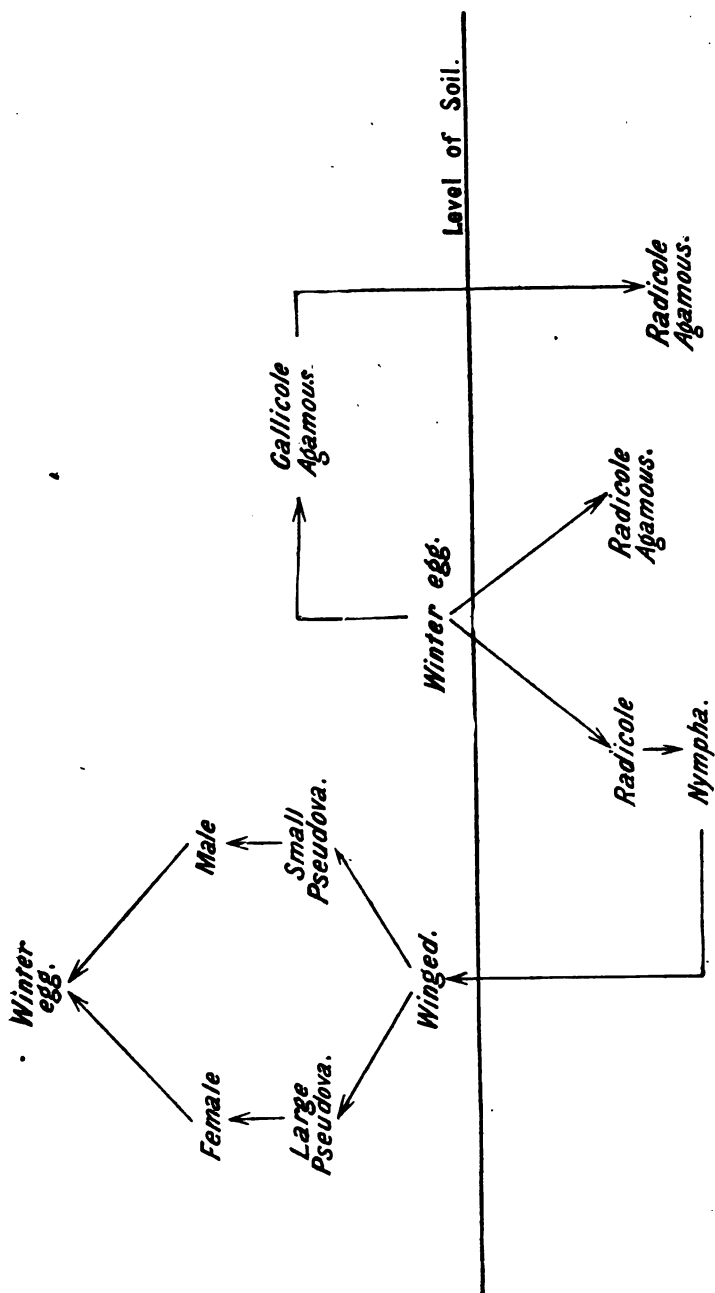 Winter
egg.
Female
Male
Large
Pseudova.
Small
Pseudova.
Winged.
Gallicole
Agamous.
Winter egg.
Level of Soil.
Radicole
Nympha.
Radicole
Agamous.
Radicole
Agamous.